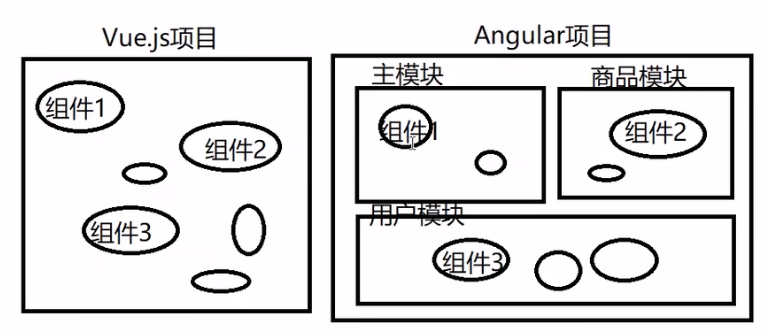 Vue.js项目
组件1
组件2
组件3
Angular项目
主模块
组件1
商品模块
组件2
用户模块
组件3